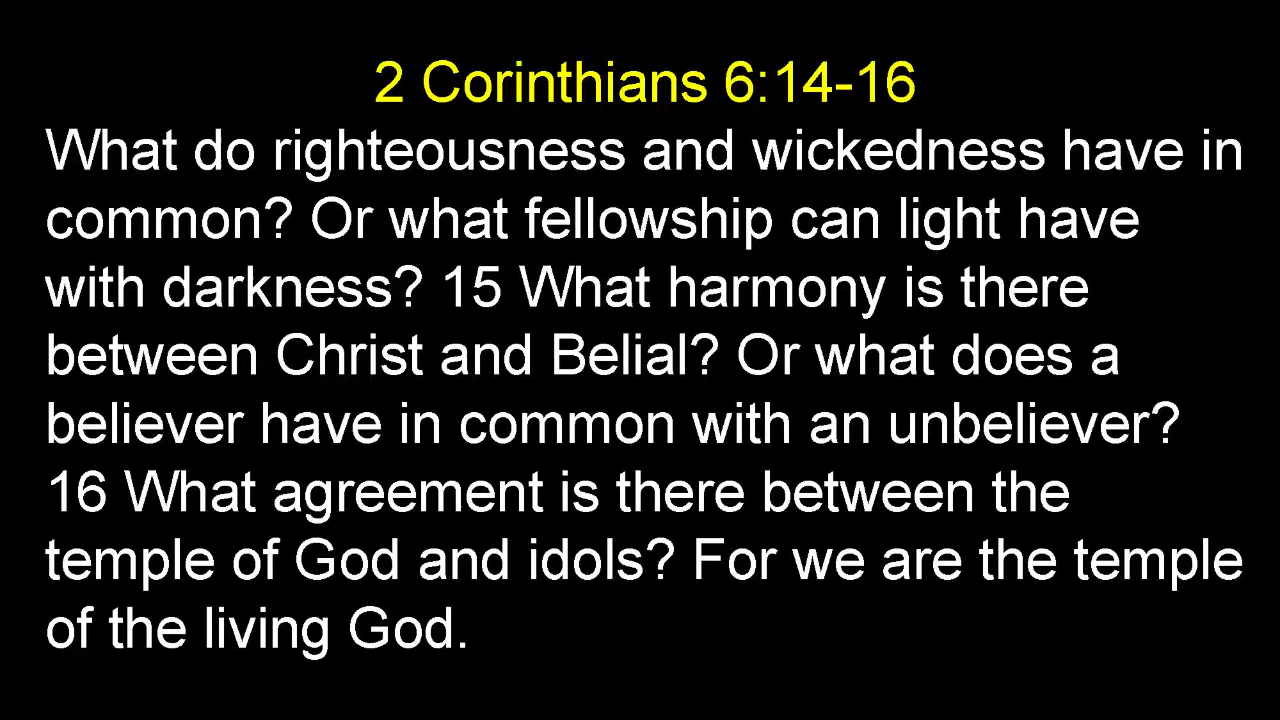 2 Corinthians 6:14-16
What do righteousness and wickedness have in
common? Or what fellowship can light have
with darkness? 15 What harmony is there
between Christ and Belial? Or what does a
believer have in common with an unbeliever?
16 What agreement is there between the
temple of God and idols? For we are the temple
of the living God.